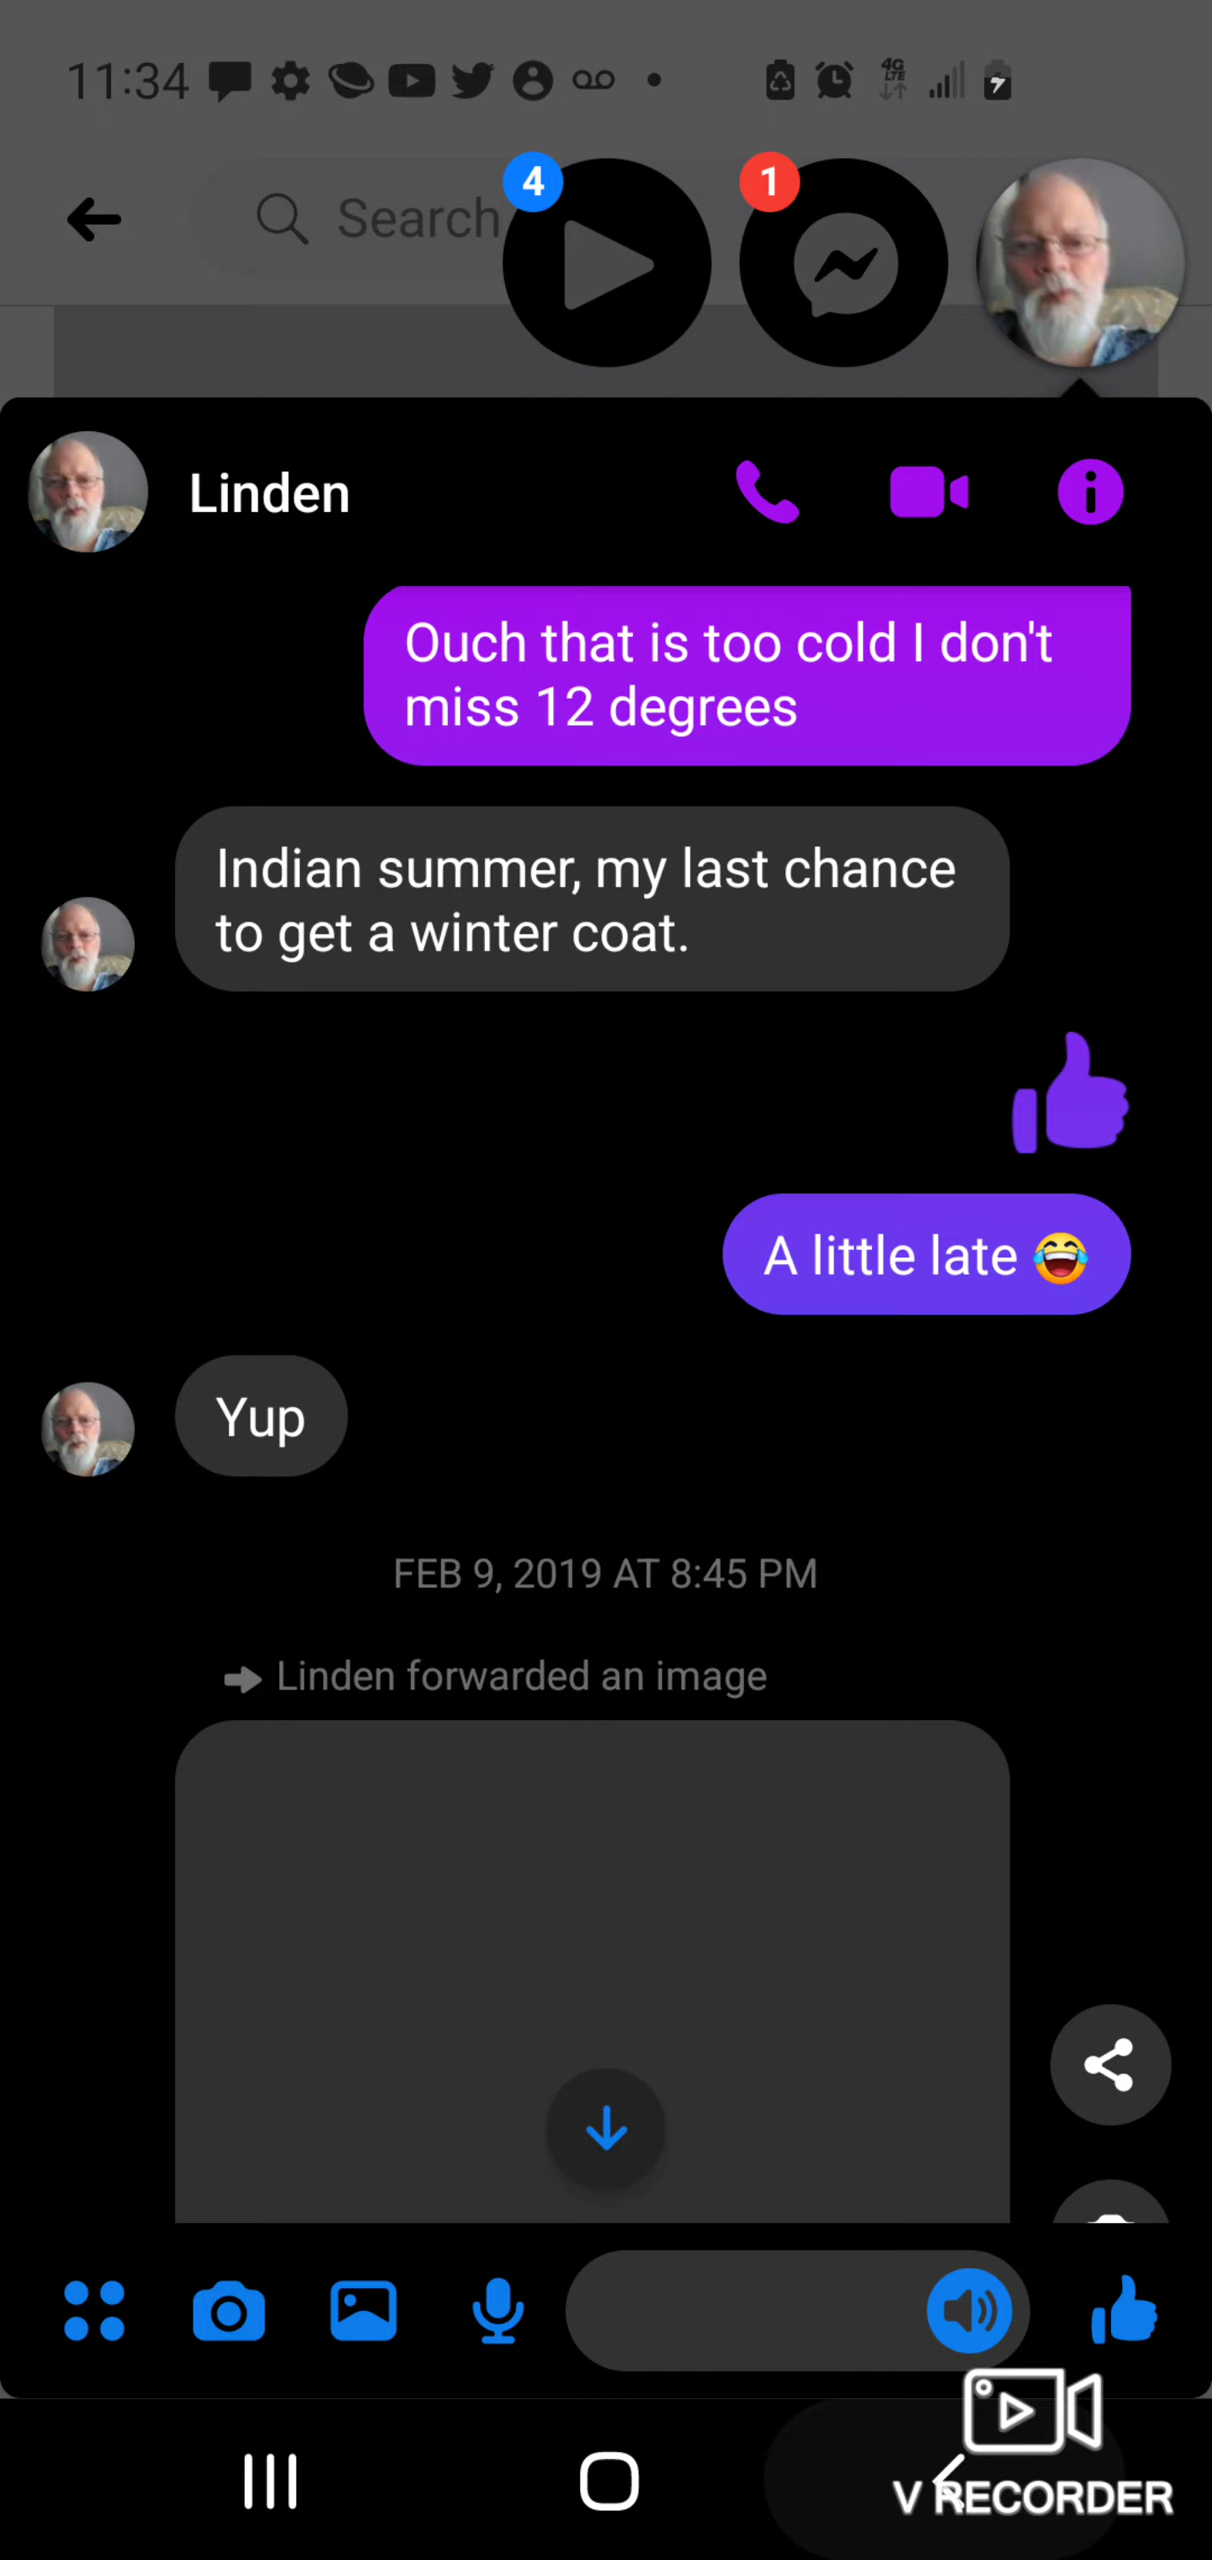 11:34
4G
LTE
Search
4
1
Linden
Ouch that is too cold I don't
miss 12 degrees
Indian summer, my last chance
to get a winter coat.
A little late 😂
Yup
FEB 9, 2019 AT 8:45 PM
Linden forwarded an image
V RECORDER